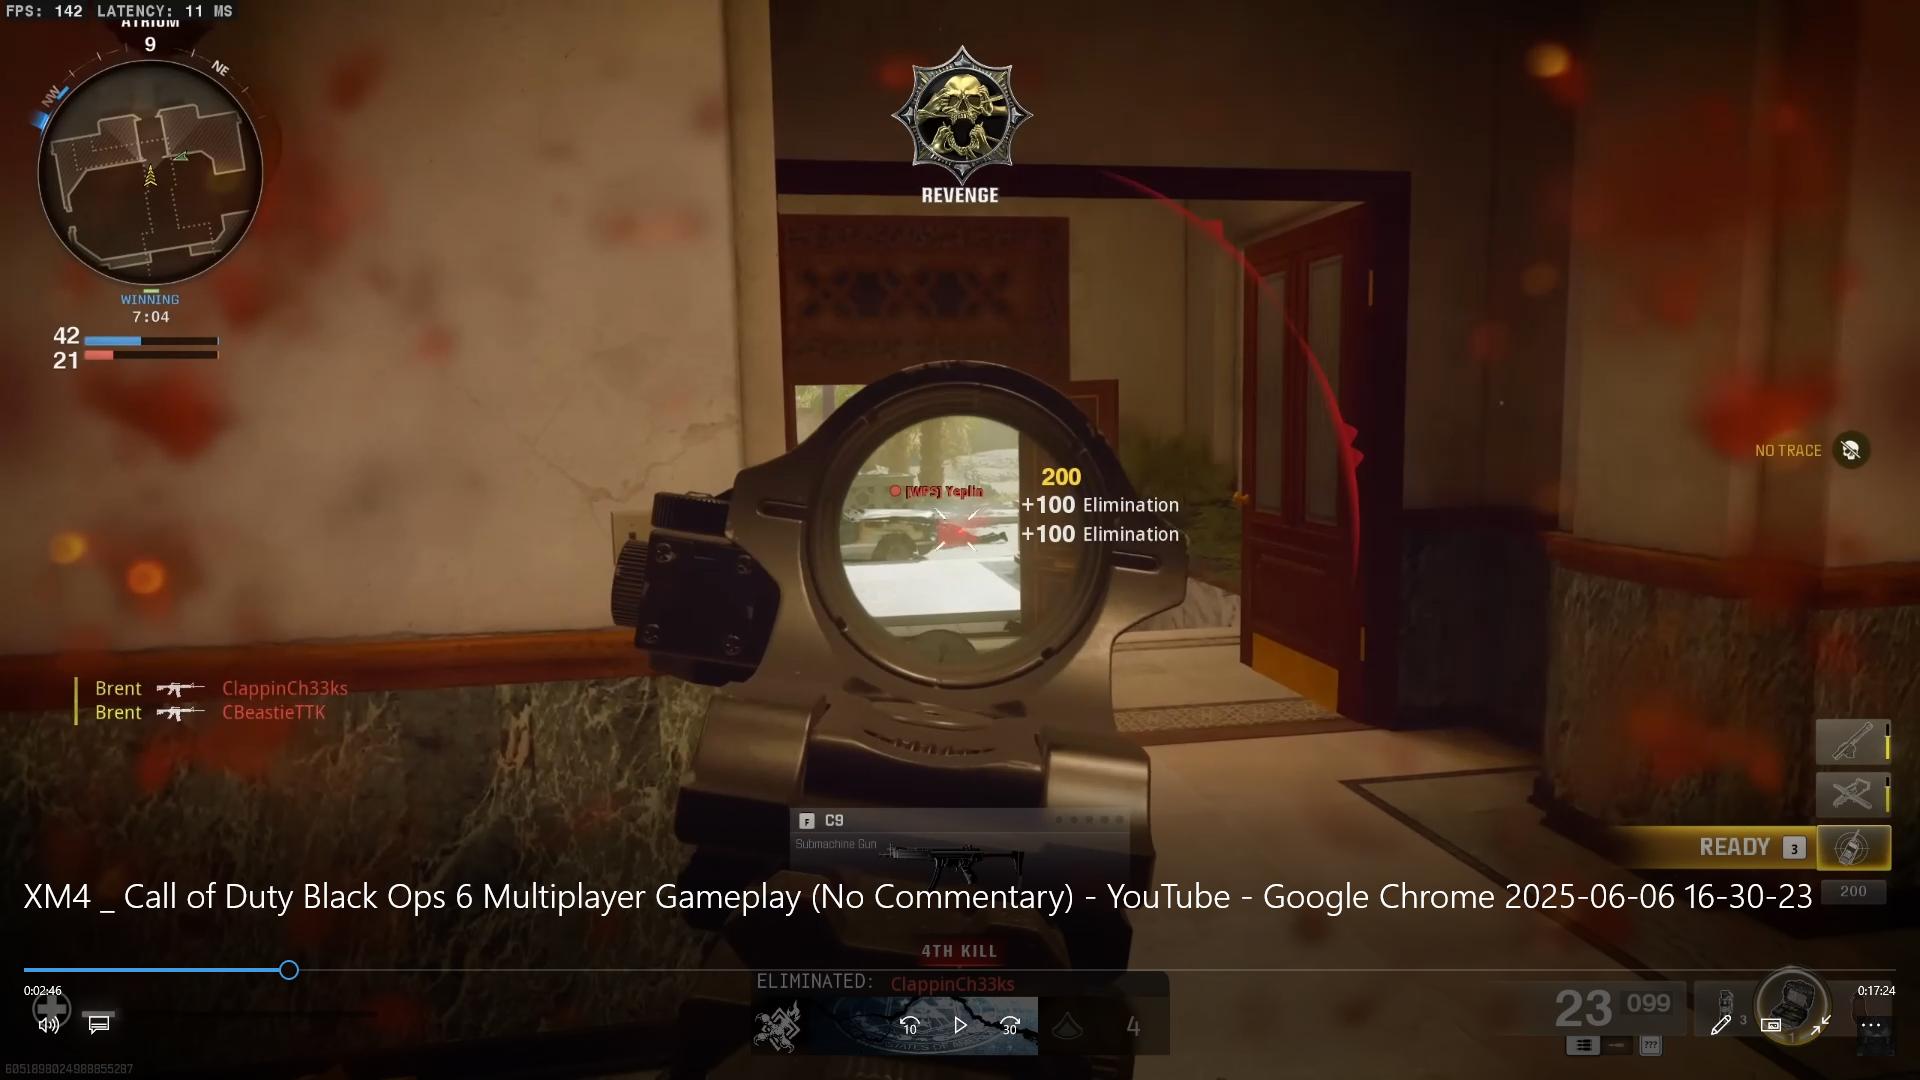 FPS: 142 LATENCY: 11 MS
ATRIUM
9
NW
NE
WINNING
7:04
42
21
REVENGE
NO TRACE
[WPS] Yeplin
200
+100 Elimination
+100 Elimination
Brent ClappinCh33ks
Brent CBeastieTTK
F C9
Submachine Gun
READY 3
200
XM4 _ Call of Duty Black Ops 6 Multiplayer Gameplay (No Commentary) - YouTube - Google Chrome 2025-06-06 16-30-23
4TH KILL
ELIMINATED: ClappinCh33ks
0:02:46
0:17:24
10
30
4
23 099
3
1
???
6051898024988855287